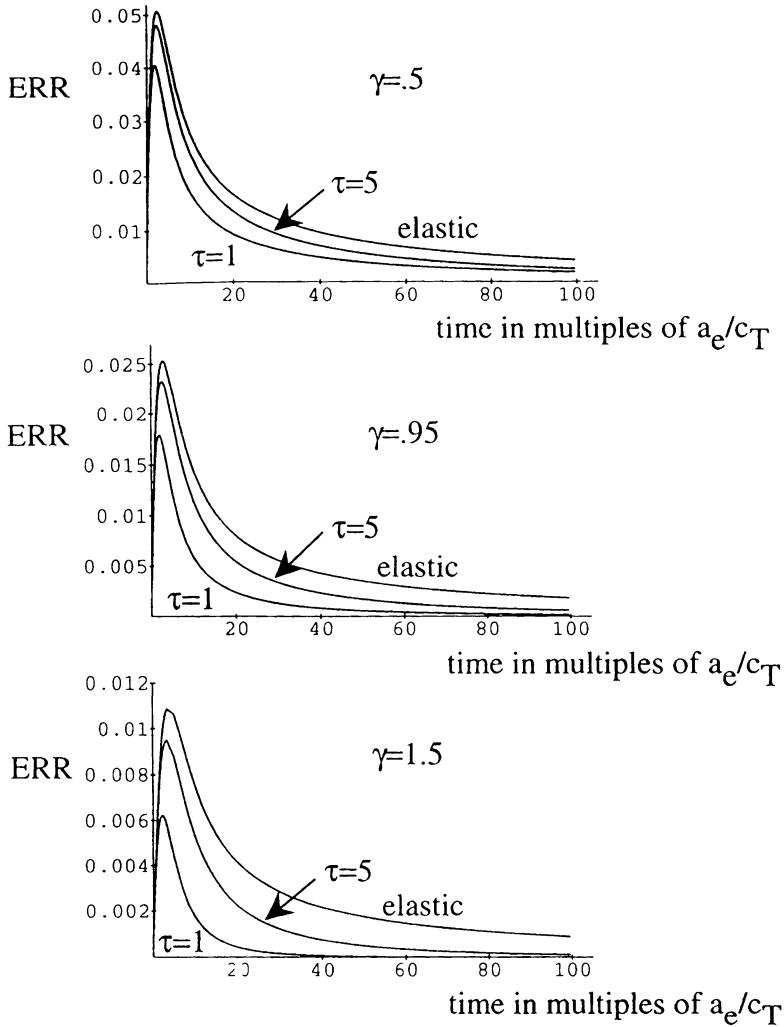 0.05
γ=.5
0.04
ERR
0.03
0.02
τ=5
0.01
elastic
τ=1
20 40 60 80 100
time in multiples of a_e/c_T
0.025
0.02
γ=.95
ERR
0.015
0.01
τ=5
0.005
elastic
τ=1
20 40 60 80 100
time in multiples of a_e/c_T
0.012
0.01
γ=1.5
ERR
0.008
0.006
0.004
τ=5
0.002
elastic
τ=1
20 40 60 80 100
time in multiples of a_e/c_T